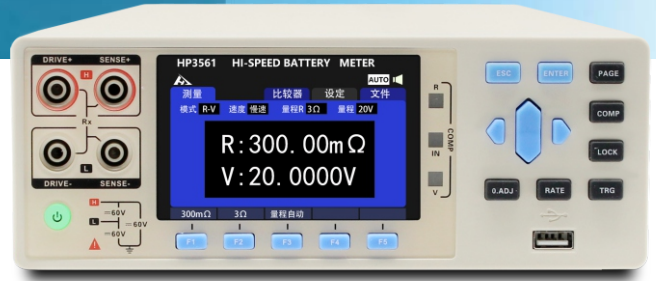 DRIVE+ SENSE+
H
Rx
L
DRIVE- SENSE-
H
⎓60V
L
⎓60V
⎓60V
HP3561 HI-SPEED BATTERY METER
AUTO
测量 比较器 设定 文件
模式 R-V 速度 慢速 量程R 3Ω 量程 20V
R:300.00mΩ
V:20.0000V
300mΩ 3Ω 量程自动
F1 F2 F3 F4 F5
R
IN
V
COMP
ESC ENTER PAGE
COMP
LOCK
0.ADJ RATE TRG